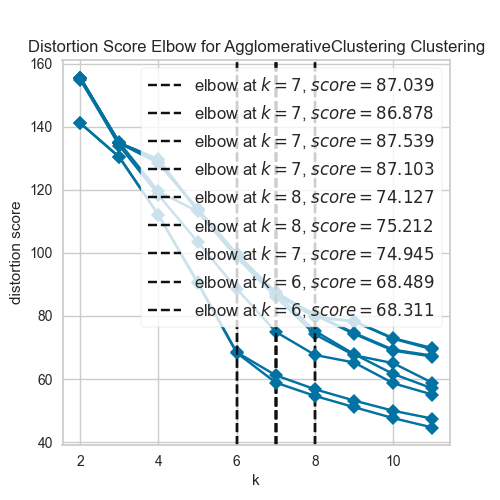 Distortion Score Elbow for AgglomerativeClustering Clustering
160
140
120
100
80
60
40
distortion score
elbow at k = 7, score = 87.039
elbow at k = 7, score = 86.878
elbow at k = 7, score = 87.539
elbow at k = 7, score = 87.103
elbow at k = 8, score = 74.127
elbow at k = 8, score = 75.212
elbow at k = 7, score = 74.945
elbow at k = 6, score = 68.489
elbow at k = 6, score = 68.311
2 4 6 8 10
k